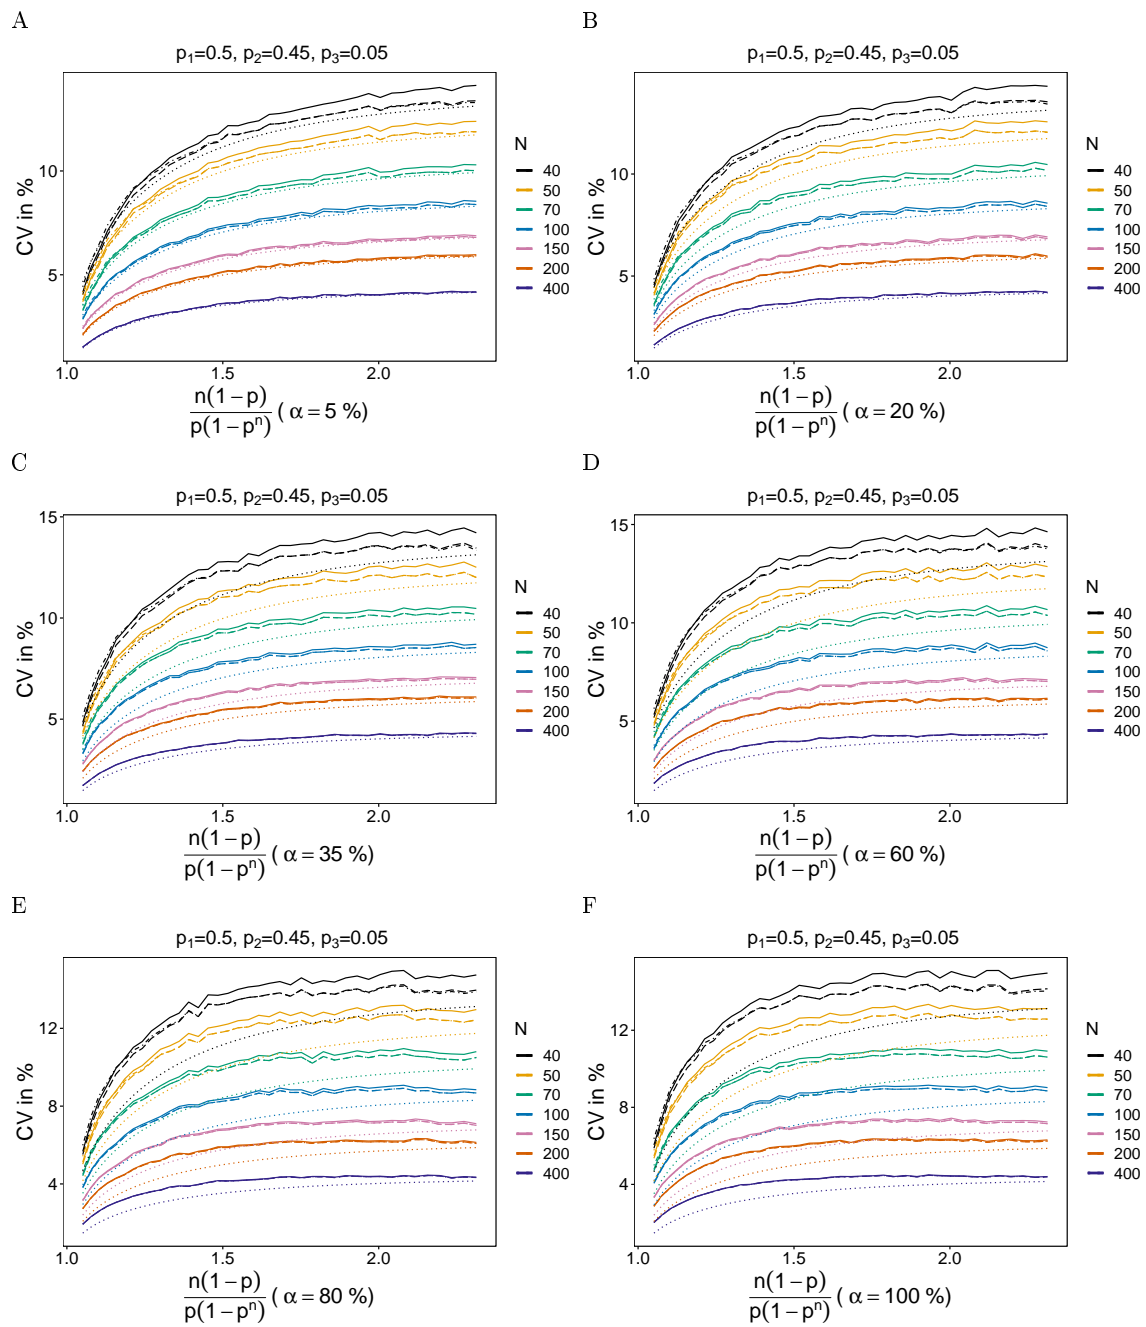 A
p₁=0.5, p₂=0.45, p₃=0.05
CV in %
10
5
1.0 1.5 2.0
n(1−p)
p(1−pⁿ)
( α = 5 %)
N
40
50
70
100
150
200
400
B
p₁=0.5, p₂=0.45, p₃=0.05
CV in %
10
5
1.0 1.5 2.0
n(1−p)
p(1−pⁿ)
( α = 20 %)
N
40
50
70
100
150
200
400
C
p₁=0.5, p₂=0.45, p₃=0.05
CV in %
15
10
5
1.0 1.5 2.0
n(1−p)
p(1−pⁿ)
( α = 35 %)
N
40
50
70
100
150
200
400
D
p₁=0.5, p₂=0.45, p₃=0.05
CV in %
15
10
5
1.0 1.5 2.0
n(1−p)
p(1−pⁿ)
( α = 60 %)
N
40
50
70
100
150
200
400
E
p₁=0.5, p₂=0.45, p₃=0.05
CV in %
12
8
4
1.0 1.5 2.0
n(1−p)
p(1−pⁿ)
( α = 80 %)
N
40
50
70
100
150
200
400
F
p₁=0.5, p₂=0.45, p₃=0.05
CV in %
12
8
4
1.0 1.5 2.0
n(1−p)
p(1−pⁿ)
( α = 100 %)
N
40
50
70
100
150
200
400